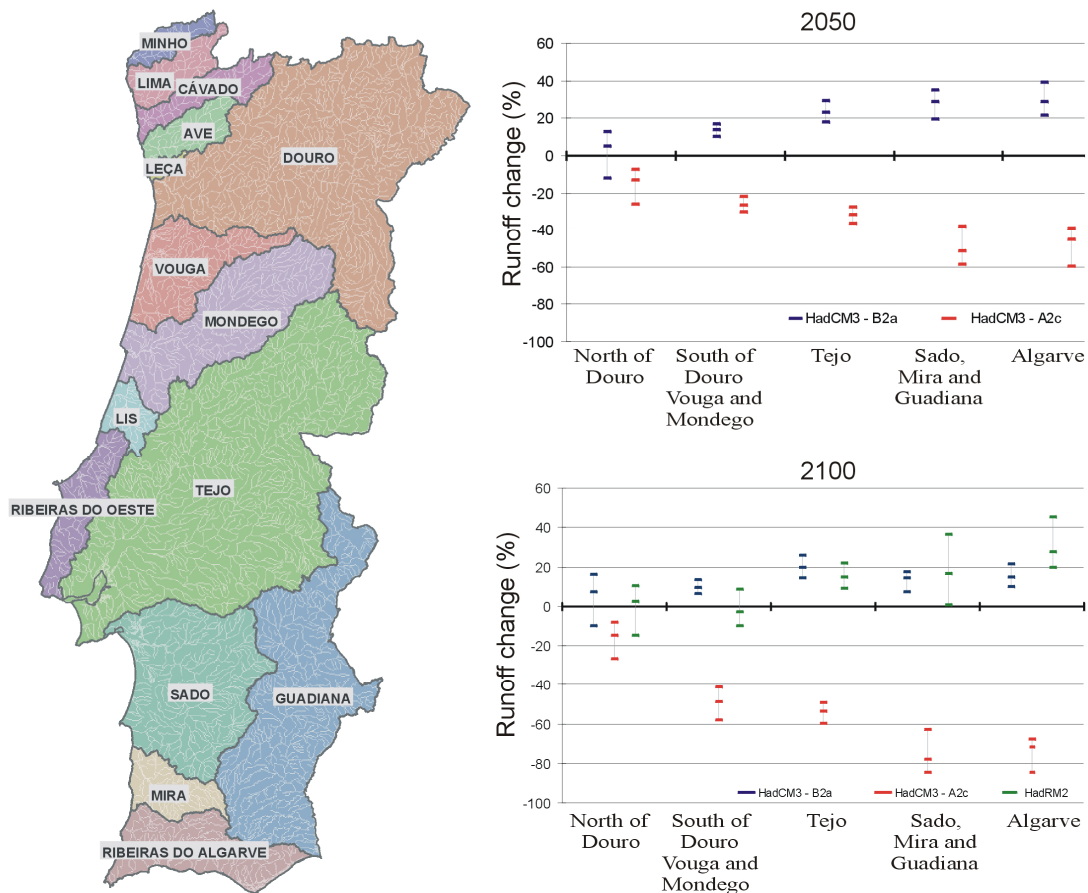 MINHO
LIMA
CÁVADO
AVE
LEÇA
DOURO
VOUGA
MONDEGO
LIS
RIBEIRAS DO OESTE
TEJO
SADO
GUADIANA
MIRA
RIBEIRAS DO ALGARVE
2050
Runoff change (%)
60
40
20
0
-20
-40
-60
-80
-100
HadCM3 - B2a
HadCM3 - A2c
North of
Douro
South of
Douro
Vouga and
Mondego
Tejo
Sado,
Mira and
Guadiana
Algarve
2100
Runoff change (%)
60
40
20
0
-20
-40
-60
-80
-100
HadCM3 - B2a
HadCM3 - A2c
HadRM2
North of
Douro
South of
Douro
Vouga and
Mondego
Tejo
Sado,
Mira and
Guadiana
Algarve